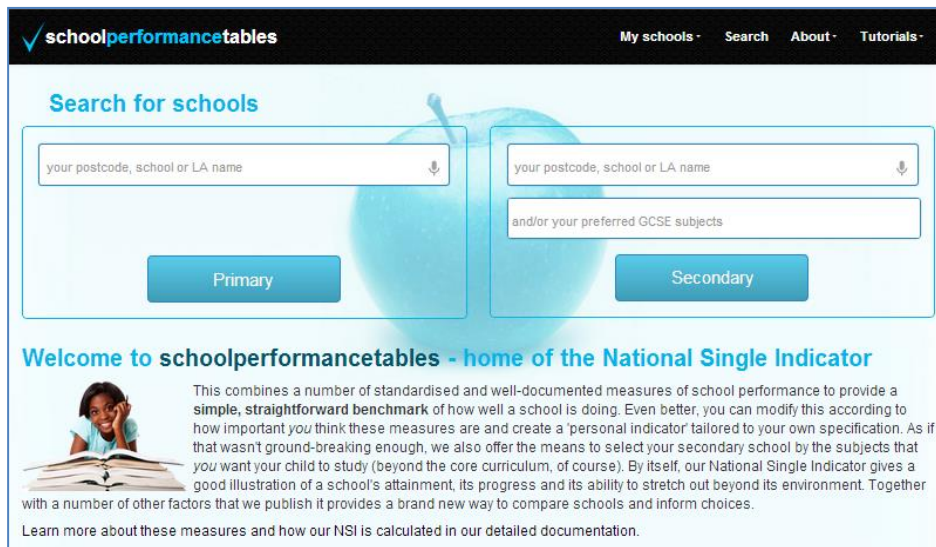 schoolperformancetables
My schools
Search
About
Tutorials
Search for schools
your postcode, school or LA name
Primary
your postcode, school or LA name
and/or your preferred GCSE subjects
Secondary
Welcome to schoolperformancetables - home of the National Single Indicator
This combines a number of standardised and well-documented measures of school performance to provide a
simple, straightforward benchmark of how well a school is doing. Even better, you can modify this according to
how important you think these measures are and create a 'personal indicator' tailored to your own specification. As if
that wasn't ground-breaking enough, we also offer the means to select your secondary school by the subjects that
you want your child to study (beyond the core curriculum, of course). By itself, our National Single Indicator gives a
good illustration of a school's attainment, its progress and its ability to stretch out beyond its environment. Together
with a number of other factors that we publish it provides a brand new way to compare schools and inform choices.
Learn more about these measures and how our NSI is calculated in our detailed documentation.